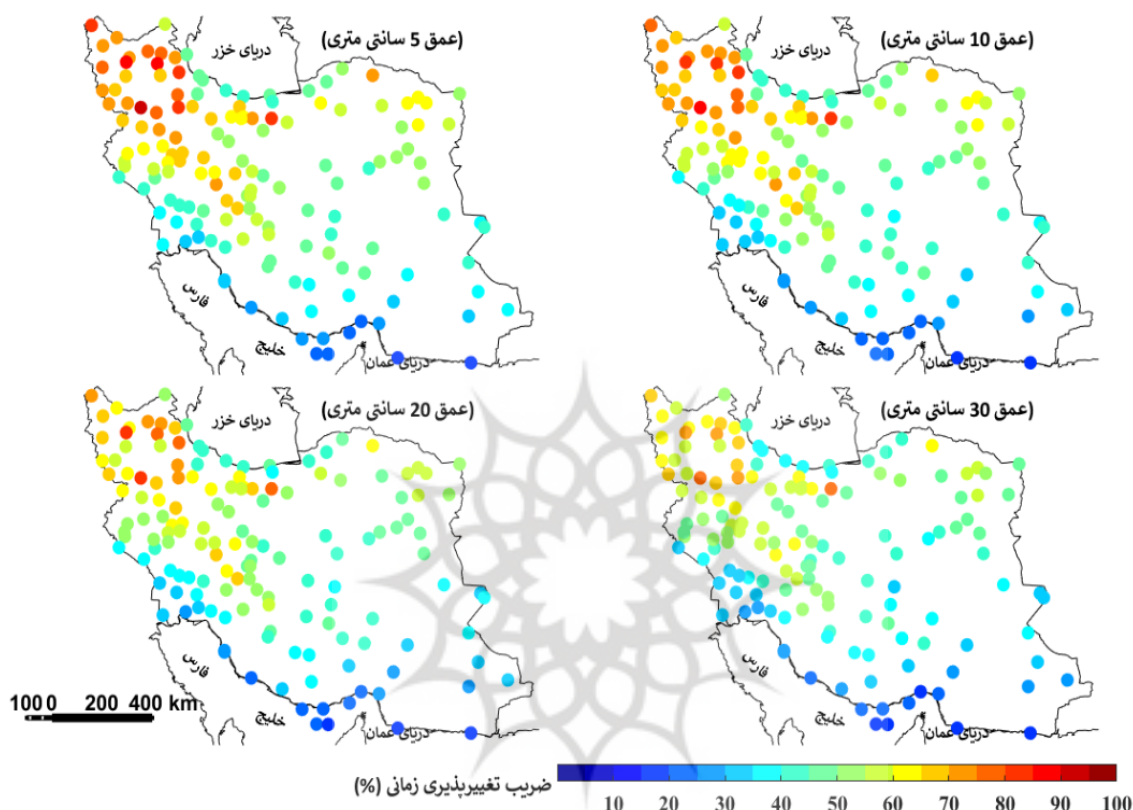 (عمق 5 سانتی متری)
دریای خزر
فارس
خلیج
دریای عمان
(عمق 10 سانتی متری)
دریای خزر
فارس
خلیج
دریای عمان
(عمق 20 سانتی متری)
دریای خزر
فارس
خلیج
دریای عمان
(عمق 30 سانتی متری)
دریای خزر
فارس
خلیج
دریای عمان
100 0 200 400 km
ضریب تغییرپذیری زمانی (%)
10 20 30 40 50 60 70 80 90 100